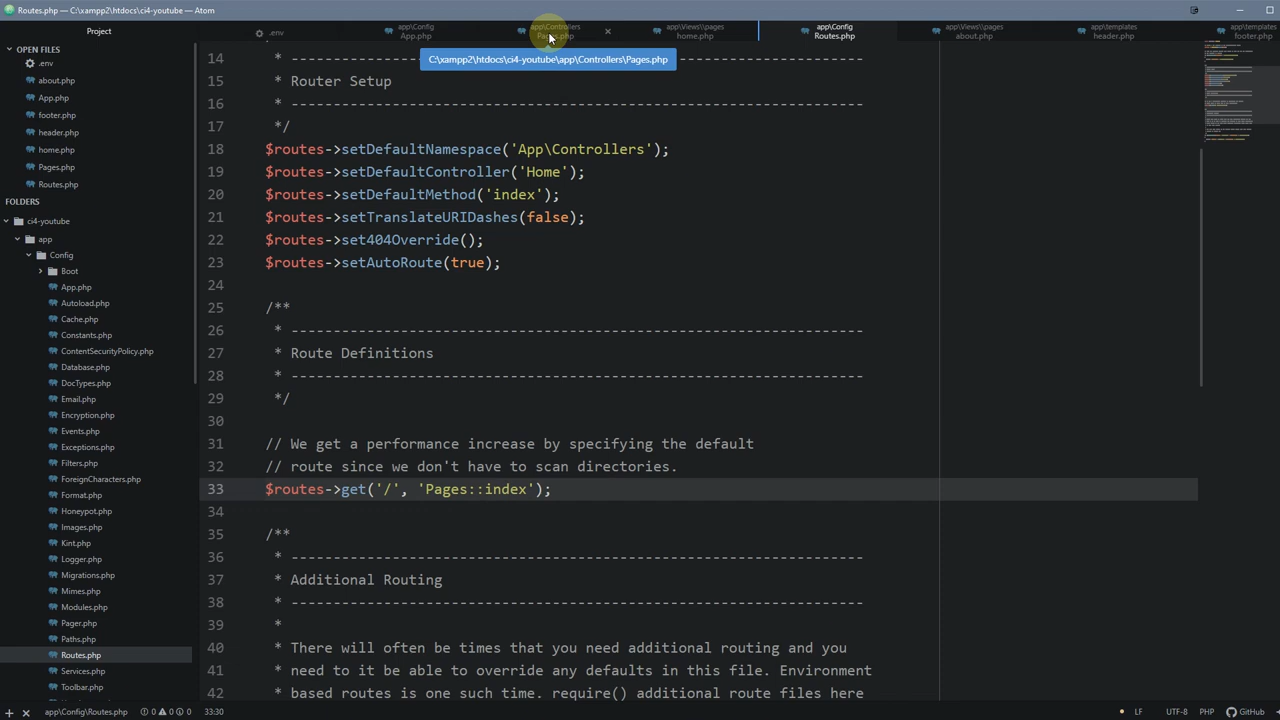 Routes.php — C:\xampp2\htdocs\ci4-youtube — Atom
Project
.env
app\Config
App.php
app\Controllers
Pages.php
app\Views\\pages
home.php
app\Config
Routes.php
app\Views\\pages
about.php
app\templates
header.php
app\templates
footer.php
C:\xampp2\htdocs\ci4-youtube\app\Controllers\Pages.php
OPEN FILES
.env
about.php
App.php
footer.php
header.php
home.php
Pages.php
Routes.php
FOLDERS
ci4-youtube
app
Config
Boot
App.php
Autoload.php
Cache.php
Constants.php
ContentSecurityPolicy.php
Database.php
DocTypes.php
Email.php
Encryption.php
Events.php
Exceptions.php
Filters.php
ForeignCharacters.php
Format.php
Honeypot.php
Images.php
Kint.php
Logger.php
Migrations.php
Mimes.php
Modules.php
Pager.php
Paths.php
Routes.php
Services.php
Toolbar.php
14 * --------------------------------------------------------------------
15 * Router Setup
16 * --------------------------------------------------------------------
17 */
18 $routes->setDefaultNamespace('App\Controllers');
19 $routes->setDefaultController('Home');
20 $routes->setDefaultMethod('index');
21 $routes->setTranslateURIDashes(false);
22 $routes->set404Override();
23 $routes->setAutoRoute(true);
24
25 /**
26 * --------------------------------------------------------------------
27 * Route Definitions
28 * --------------------------------------------------------------------
29 */
30
31 // We get a performance increase by specifying the default
32 // route since we don't have to scan directories.
33 $routes->get('/', 'Pages::index');
34
35 /**
36 * --------------------------------------------------------------------
37 * Additional Routing
38 * --------------------------------------------------------------------
39 *
40 * There will often be times that you need additional routing and you
41 * need to it be able to override any defaults in this file. Environment
42 * based routes is one such time. require() additional route files here
app\Config\Routes.php 0 0 0 33:30 LF UTF-8 PHP GitHub